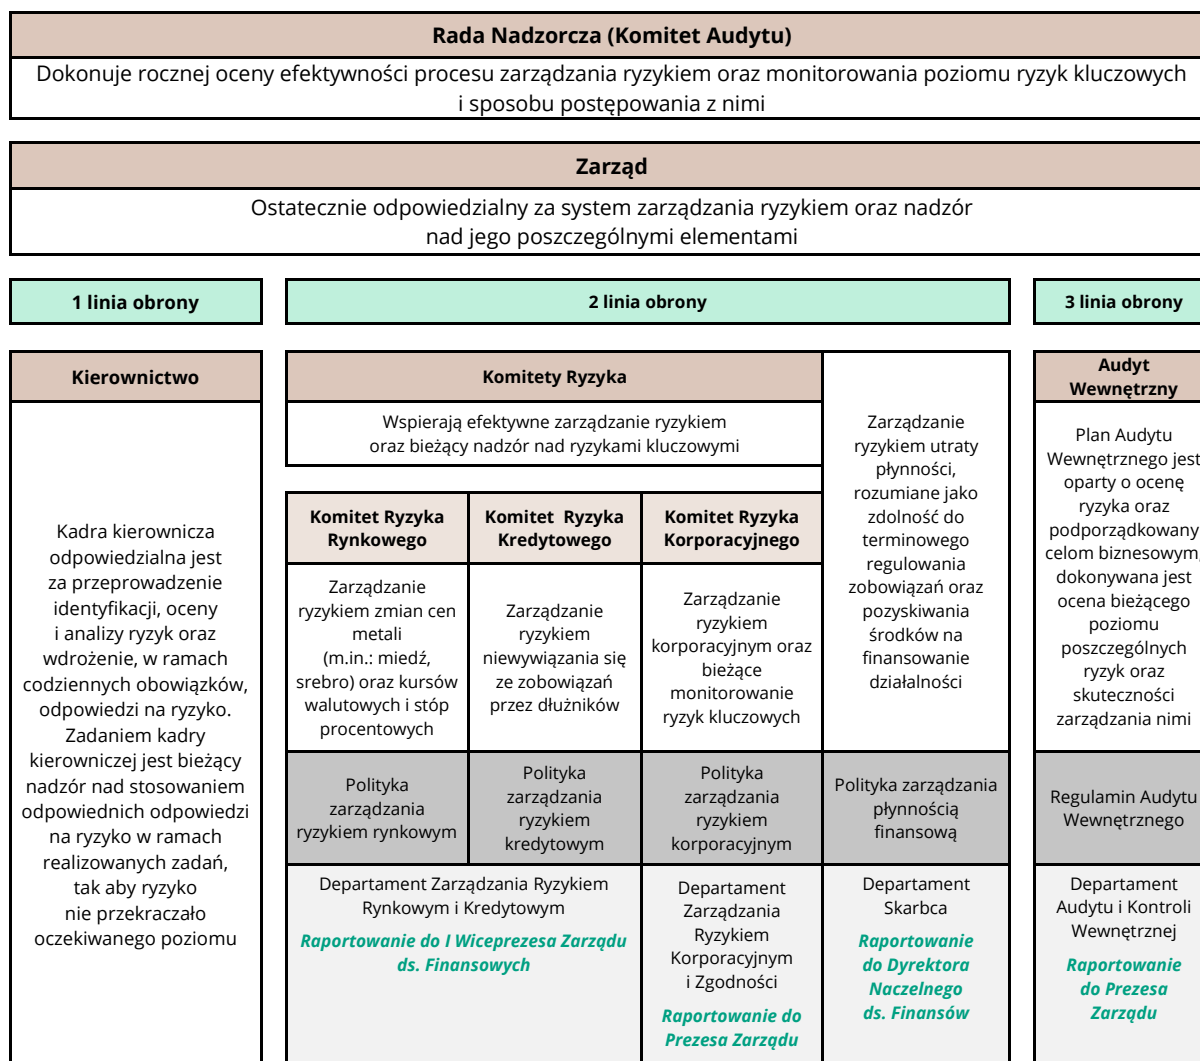 Rada Nadzorcza (Komitet Audytu)
Dokonuje rocznej oceny efektywności procesu zarządzania ryzykiem oraz monitorowania poziomu ryzyk kluczowych
i sposobu postępowania z nimi
Zarząd
Ostatecznie odpowiedzialny za system zarządzania ryzykiem oraz nadzór
nad jego poszczególnymi elementami
1 linia obrony
2 linia obrony
3 linia obrony
Kierownictwo
Kadra kierownicza
odpowiedzialna jest
za przeprowadzenie
identyfikacji, oceny
i analizy ryzyk oraz
wdrożenie, w ramach
codziennych obowiązków,
odpowiedzi na ryzyko.
Zadaniem kadry
kierowniczej jest bieżący
nadzór nad stosowaniem
odpowiednich odpowiedzi
na ryzyko w ramach
realizowanych zadań,
tak aby ryzyko
nie przekraczało
oczekiwanego poziomu
Komitety Ryzyka
Wspierają efektywne zarządzanie ryzykiem
oraz bieżący nadzór nad ryzykami kluczowymi
Komitet Ryzyka
Rynkowego
Zarządzanie
ryzykiem zmian cen
metali
(m.in.: miedź,
srebro) oraz kursów
walutowych i stóp
procentowych
Polityka
zarządzania
ryzykiem rynkowym
Komitet Ryzyka
Kredytowego
Zarządzanie
ryzykiem
niewywiązania się
ze zobowiązań
przez dłużników
Polityka
zarządzania
ryzykiem
kredytowym
Departament Zarządzania Ryzykiem
Rynkowym i Kredytowym
Raportowanie do I Wiceprezesa Zarządu
ds. Finansowych
Komitet Ryzyka
Korporacyjnego
Zarządzanie
ryzykiem
korporacyjnym oraz
bieżące
monitorowanie
ryzyk kluczowych
Polityka
zarządzania
ryzykiem
korporacyjnym
Departament
Zarządzania
Ryzykiem
Korporacyjnym
i Zgodności
Raportowanie do
Prezesa Zarządu
Zarządzanie
ryzykiem utraty
płynności,
rozumiane jako
zdolność do
terminowego
regulowania
zobowiązań oraz
pozyskiwania
środków na
finansowanie
działalności
Polityka zarządzania
płynnością
finansową
Departament
Skarbca
Raportowanie
do Dyrektora
Naczelnego
ds. Finansów
Audyt
Wewnętrzny
Plan Audytu
Wewnętrznego jest
oparty o ocenę
ryzyka oraz
podporządkowany
celom biznesowym,
dokonywana jest
ocena bieżącego
poziomu
poszczególnych
ryzyk oraz
skuteczności
zarządzania nimi
Regulamin Audytu
Wewnętrznego
Departament
Audytu i Kontroli
Wewnętrznej
Raportowanie
do Prezesa
Zarządu